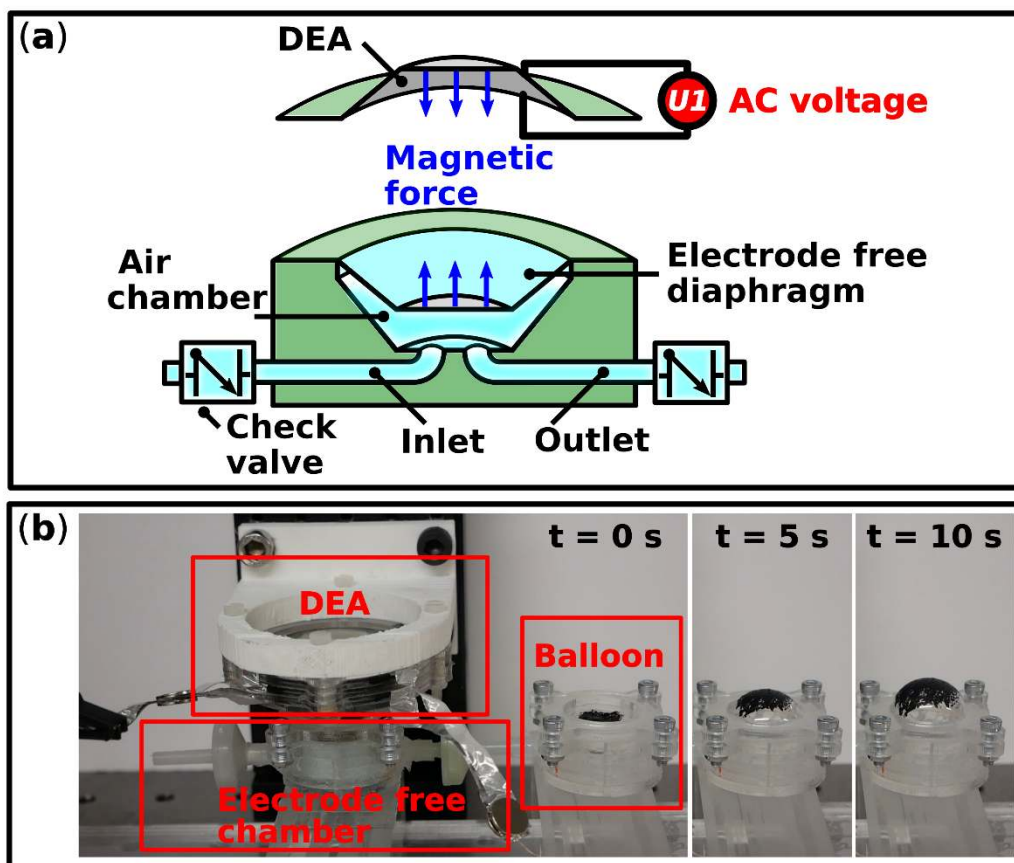 (a)
DEA
U1 AC voltage
Magnetic
force
Air
chamber
Electrode free
diaphragm
Check
valve
Inlet
Outlet
(b)
DEA
Electrode free
chamber
Balloon
t = 0 s
t = 5 s
t = 10 s